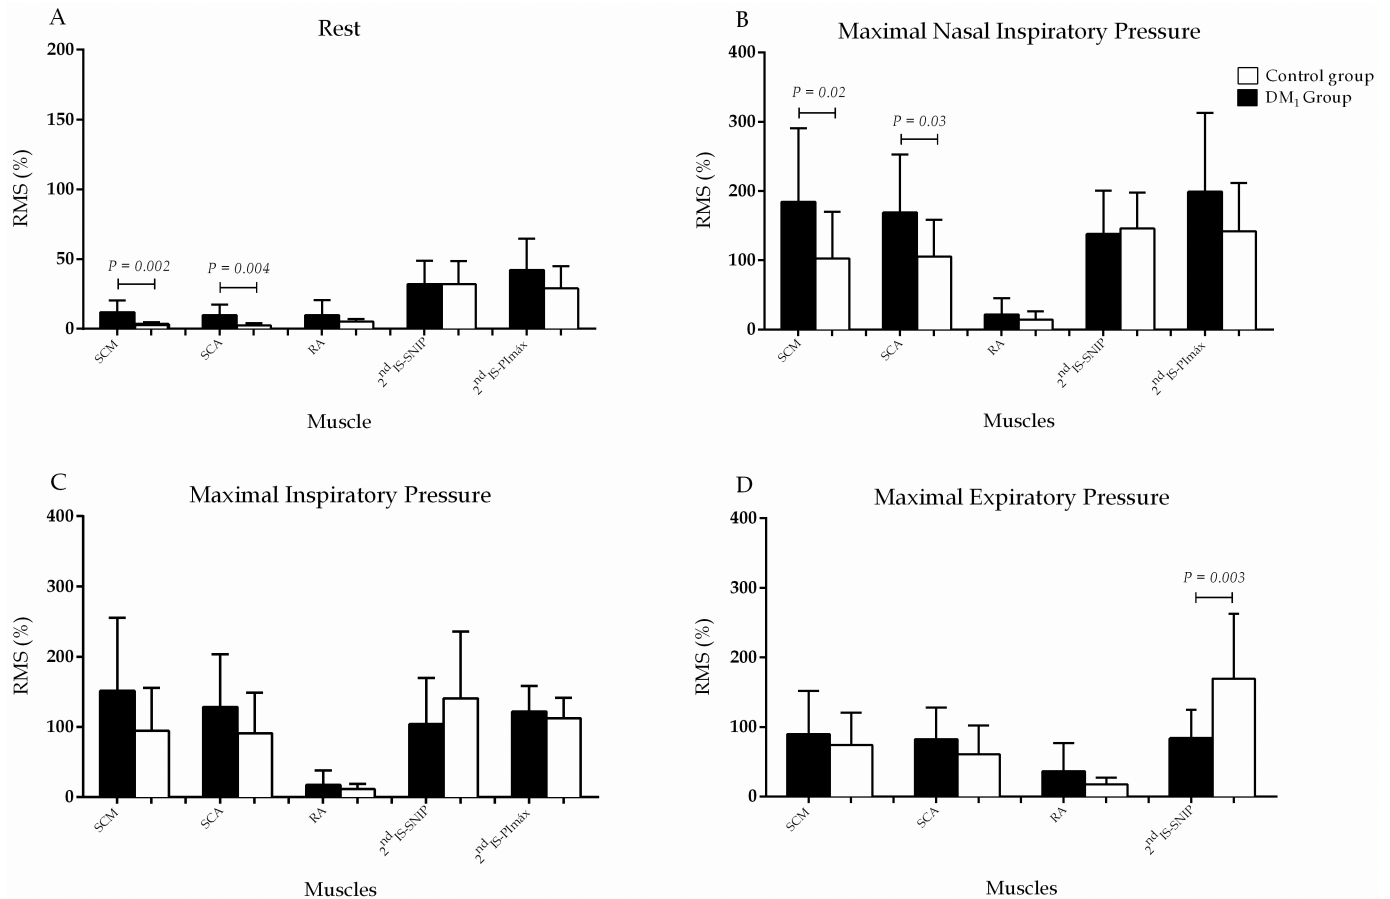 A
Rest
RMS (%)
200
150
100
50
0
P = 0.002
P = 0.004
SCM
SCA
RA
2nd IS-SNIP
2nd IS-PImáx
Muscle
B
Maximal Nasal Inspiratory Pressure
RMS (%)
400
300
200
100
0
P = 0.02
P = 0.03
Control group
DM1 Group
SCM
SCA
RA
2nd IS-SNIP
2nd IS-PImáx
Muscles
C
Maximal Inspiratory Pressure
RMS (%)
400
300
200
100
0
SCM
SCA
RA
2nd IS-SNIP
2nd IS-PImáx
Muscles
D
Maximal Expiratory Pressure
RMS (%)
400
300
200
100
0
P = 0.003
SCM
SCA
RA
2nd IS-SNIP
Muscles